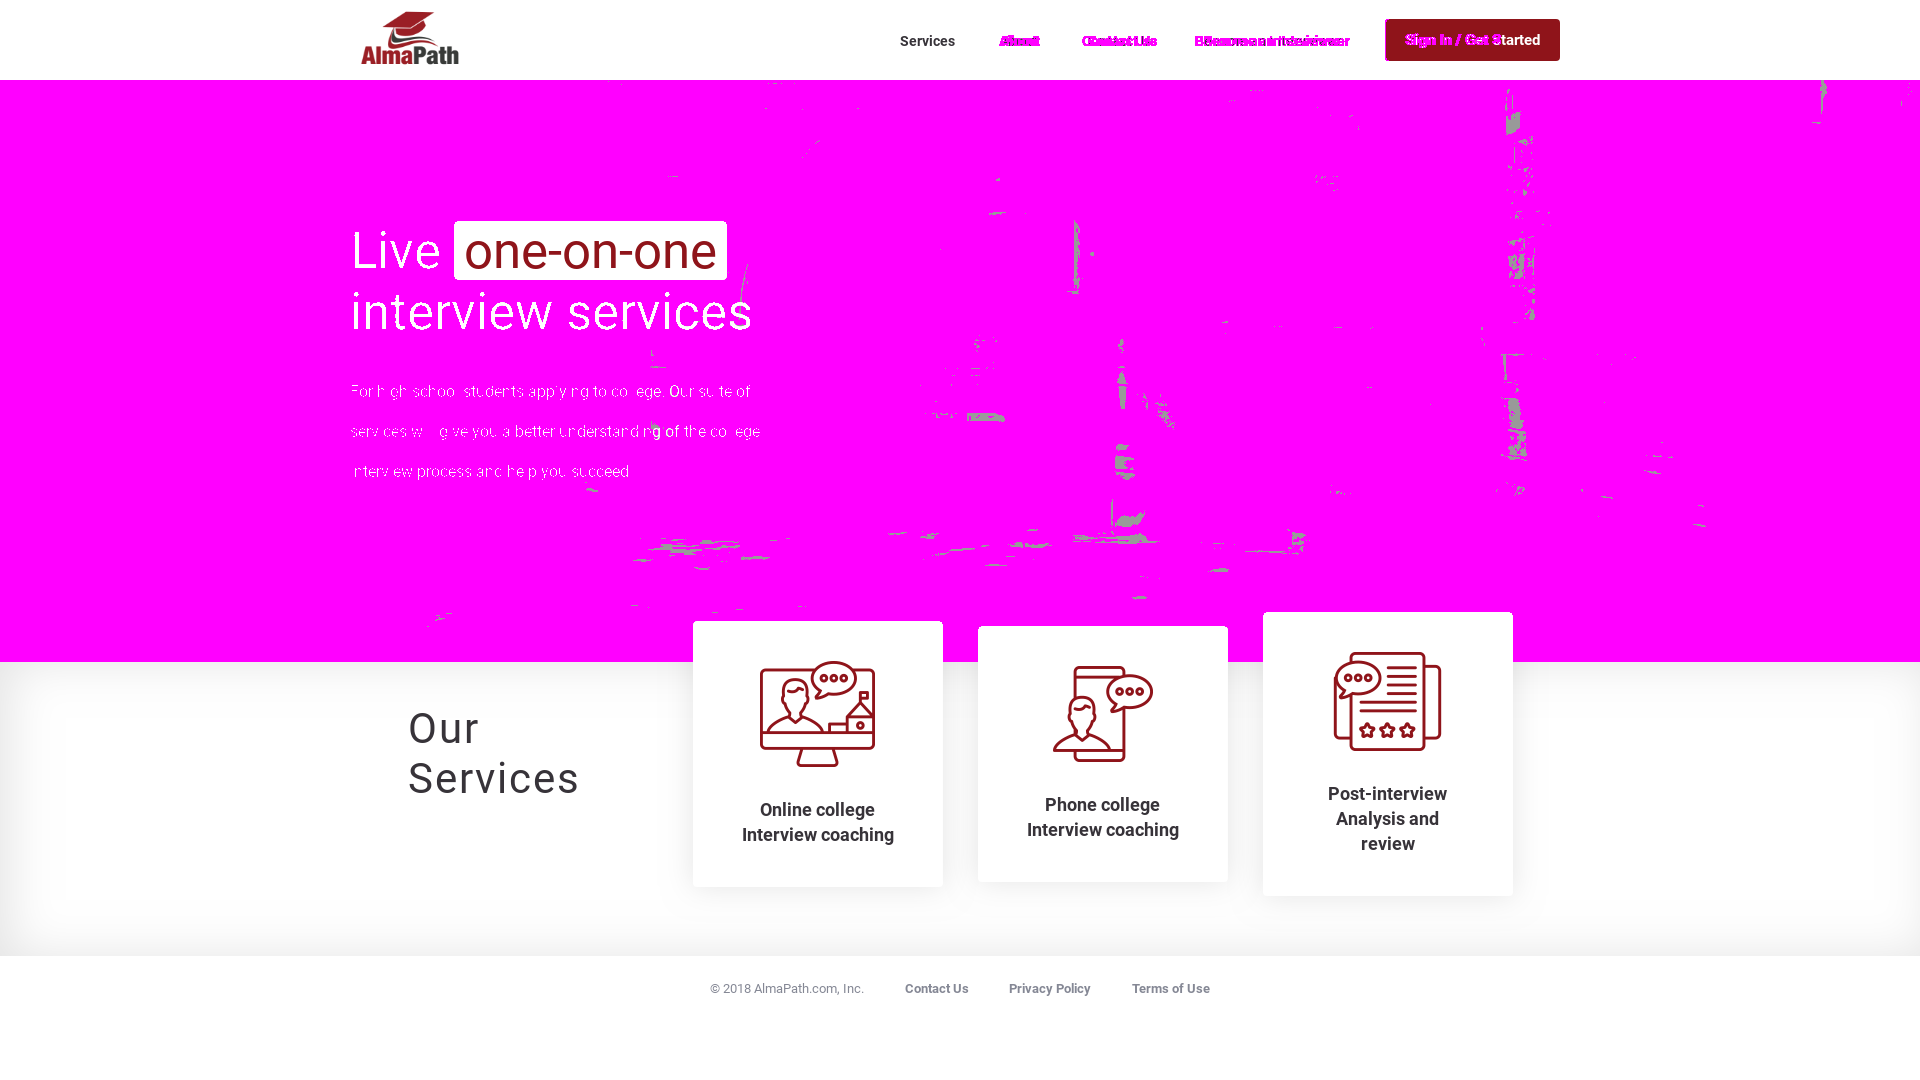 AlmaPath
Services
About
Contact Us
Become an Interviewer
Sign In / Get Started
Live one-on-one
interview services
For high school students applying to college. Our suite of
services will give you a better understanding of the college
interview process and help you succeed
Our
Services
Online college
Interview coaching
Phone college
Interview coaching
Post-interview
Analysis and
review
© 2018 AlmaPath.com, Inc.
Contact Us
Privacy Policy
Terms of Use